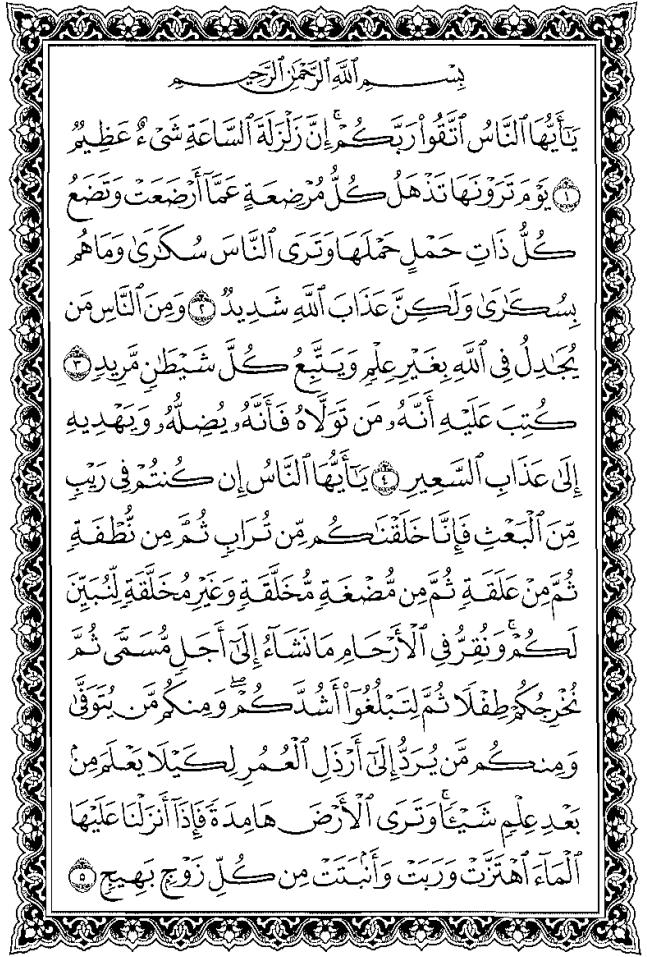 بِسْمِ ٱللَّهِ ٱلرَّحْمَٰنِ ٱلرَّحِيمِ
يَٰٓأَيُّهَا ٱلنَّاسُ ٱتَّقُوا۟ رَبَّكُمْ ۚ إِنَّ زَلْزَلَةَ ٱلسَّاعَةِ شَىْءٌ عَظِيمٌ
١ يَوْمَ تَرَوْنَهَا تَذْهَلُ كُلُّ مُرْضِعَةٍ عَمَّآ أَرْضَعَتْ وَتَضَعُ
كُلُّ ذَاتِ حَمْلٍ حَمْلَهَا وَتَرَى ٱلنَّاسَ سُكَٰرَىٰ وَمَا هُم
بِسُكَٰرَىٰ وَلَٰكِنَّ عَذَابَ ٱللَّهِ شَدِيدٌ ٢ وَمِنَ ٱلنَّاسِ مَن
يُجَٰدِلُ فِى ٱللَّهِ بِغَيْرِ عِلْمٍ وَيَتَّبِعُ كُلَّ شَيْطَٰنٍ مَّرِيدٍ ٣
كُتِبَ عَلَيْهِ أَنَّهُۥ مَن تَوَلَّاهُ فَأَنَّهُۥ يُضِلُّهُۥ وَيَهْدِيهِ
إِلَىٰ عَذَابِ ٱلسَّعِيرِ ٤ يَٰٓأَيُّهَا ٱلنَّاسُ إِن كُنتُمْ فِى رَيْبٍ
مِّنَ ٱلْبَعْثِ فَإِنَّا خَلَقْنَٰكُم مِّن تُرَابٍ ثُمَّ مِن نُّطْفَةٍ
ثُمَّ مِنْ عَلَقَةٍ ثُمَّ مِن مُّضْغَةٍ مُّخَلَّقَةٍ وَغَيْرِ مُخَلَّقَةٍ لِّنُبَيِّنَ
لَكُمْ ۚ وَنُقِرُّ فِى ٱلْأَرْحَامِ مَا نَشَآءُ إِلَىٰٓ أَجَلٍ مُّسَمًّى ثُمَّ
نُخْرِجُكُمْ طِفْلًا ثُمَّ لِتَبْلُغُوٓا۟ أَشُدَّكُمْ ۖ وَمِنكُم مَّن يُتَوَفَّىٰ
وَمِنكُم مَّن يُرَدُّ إِلَىٰٓ أَرْذَلِ ٱلْعُمُرِ لِكَيْلَا يَعْلَمَ مِنۢ
بَعْدِ عِلْمٍ شَيْـًٔا ۚ وَتَرَى ٱلْأَرْضَ هَامِدَةً فَإِذَآ أَنزَلْنَا عَلَيْهَا
ٱلْمَآءَ ٱهْتَزَّتْ وَرَبَتْ وَأَنۢبَتَتْ مِن كُلِّ زَوْجٍۭ بَهِيجٍ ٥